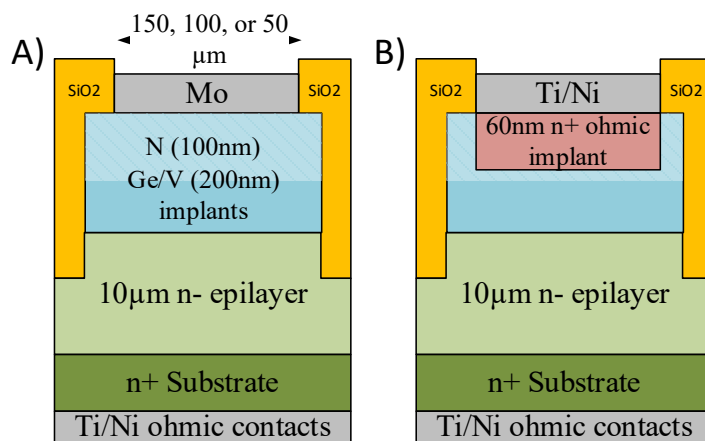 150, 100, or 50
µm
A)
SiO2
Mo
SiO2
N (100nm)
Ge/V (200nm)
implants
10µm n- epilayer
n+ Substrate
Ti/Ni ohmic contacts
B)
SiO2
Ti/Ni
SiO2
60nm n+ ohmic
implant
10µm n- epilayer
n+ Substrate
Ti/Ni ohmic contacts